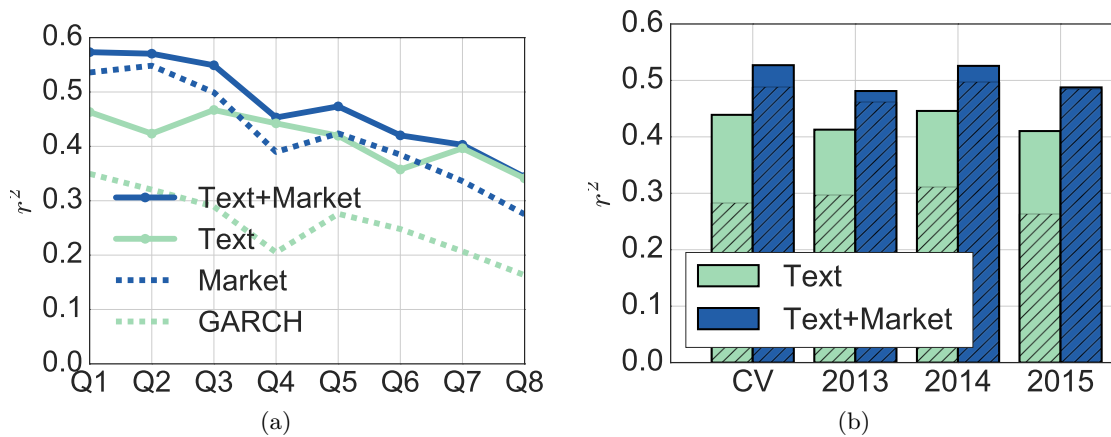 0.6
0.5
0.4
0.3
0.2
0.1
0.0
r²
Text+Market
Text
Market
GARCH
Q1 Q2 Q3 Q4 Q5 Q6 Q7 Q8
(a)
0.6
0.5
0.4
0.3
0.2
0.1
0.0
r²
Text
Text+Market
CV 2013 2014 2015
(b)